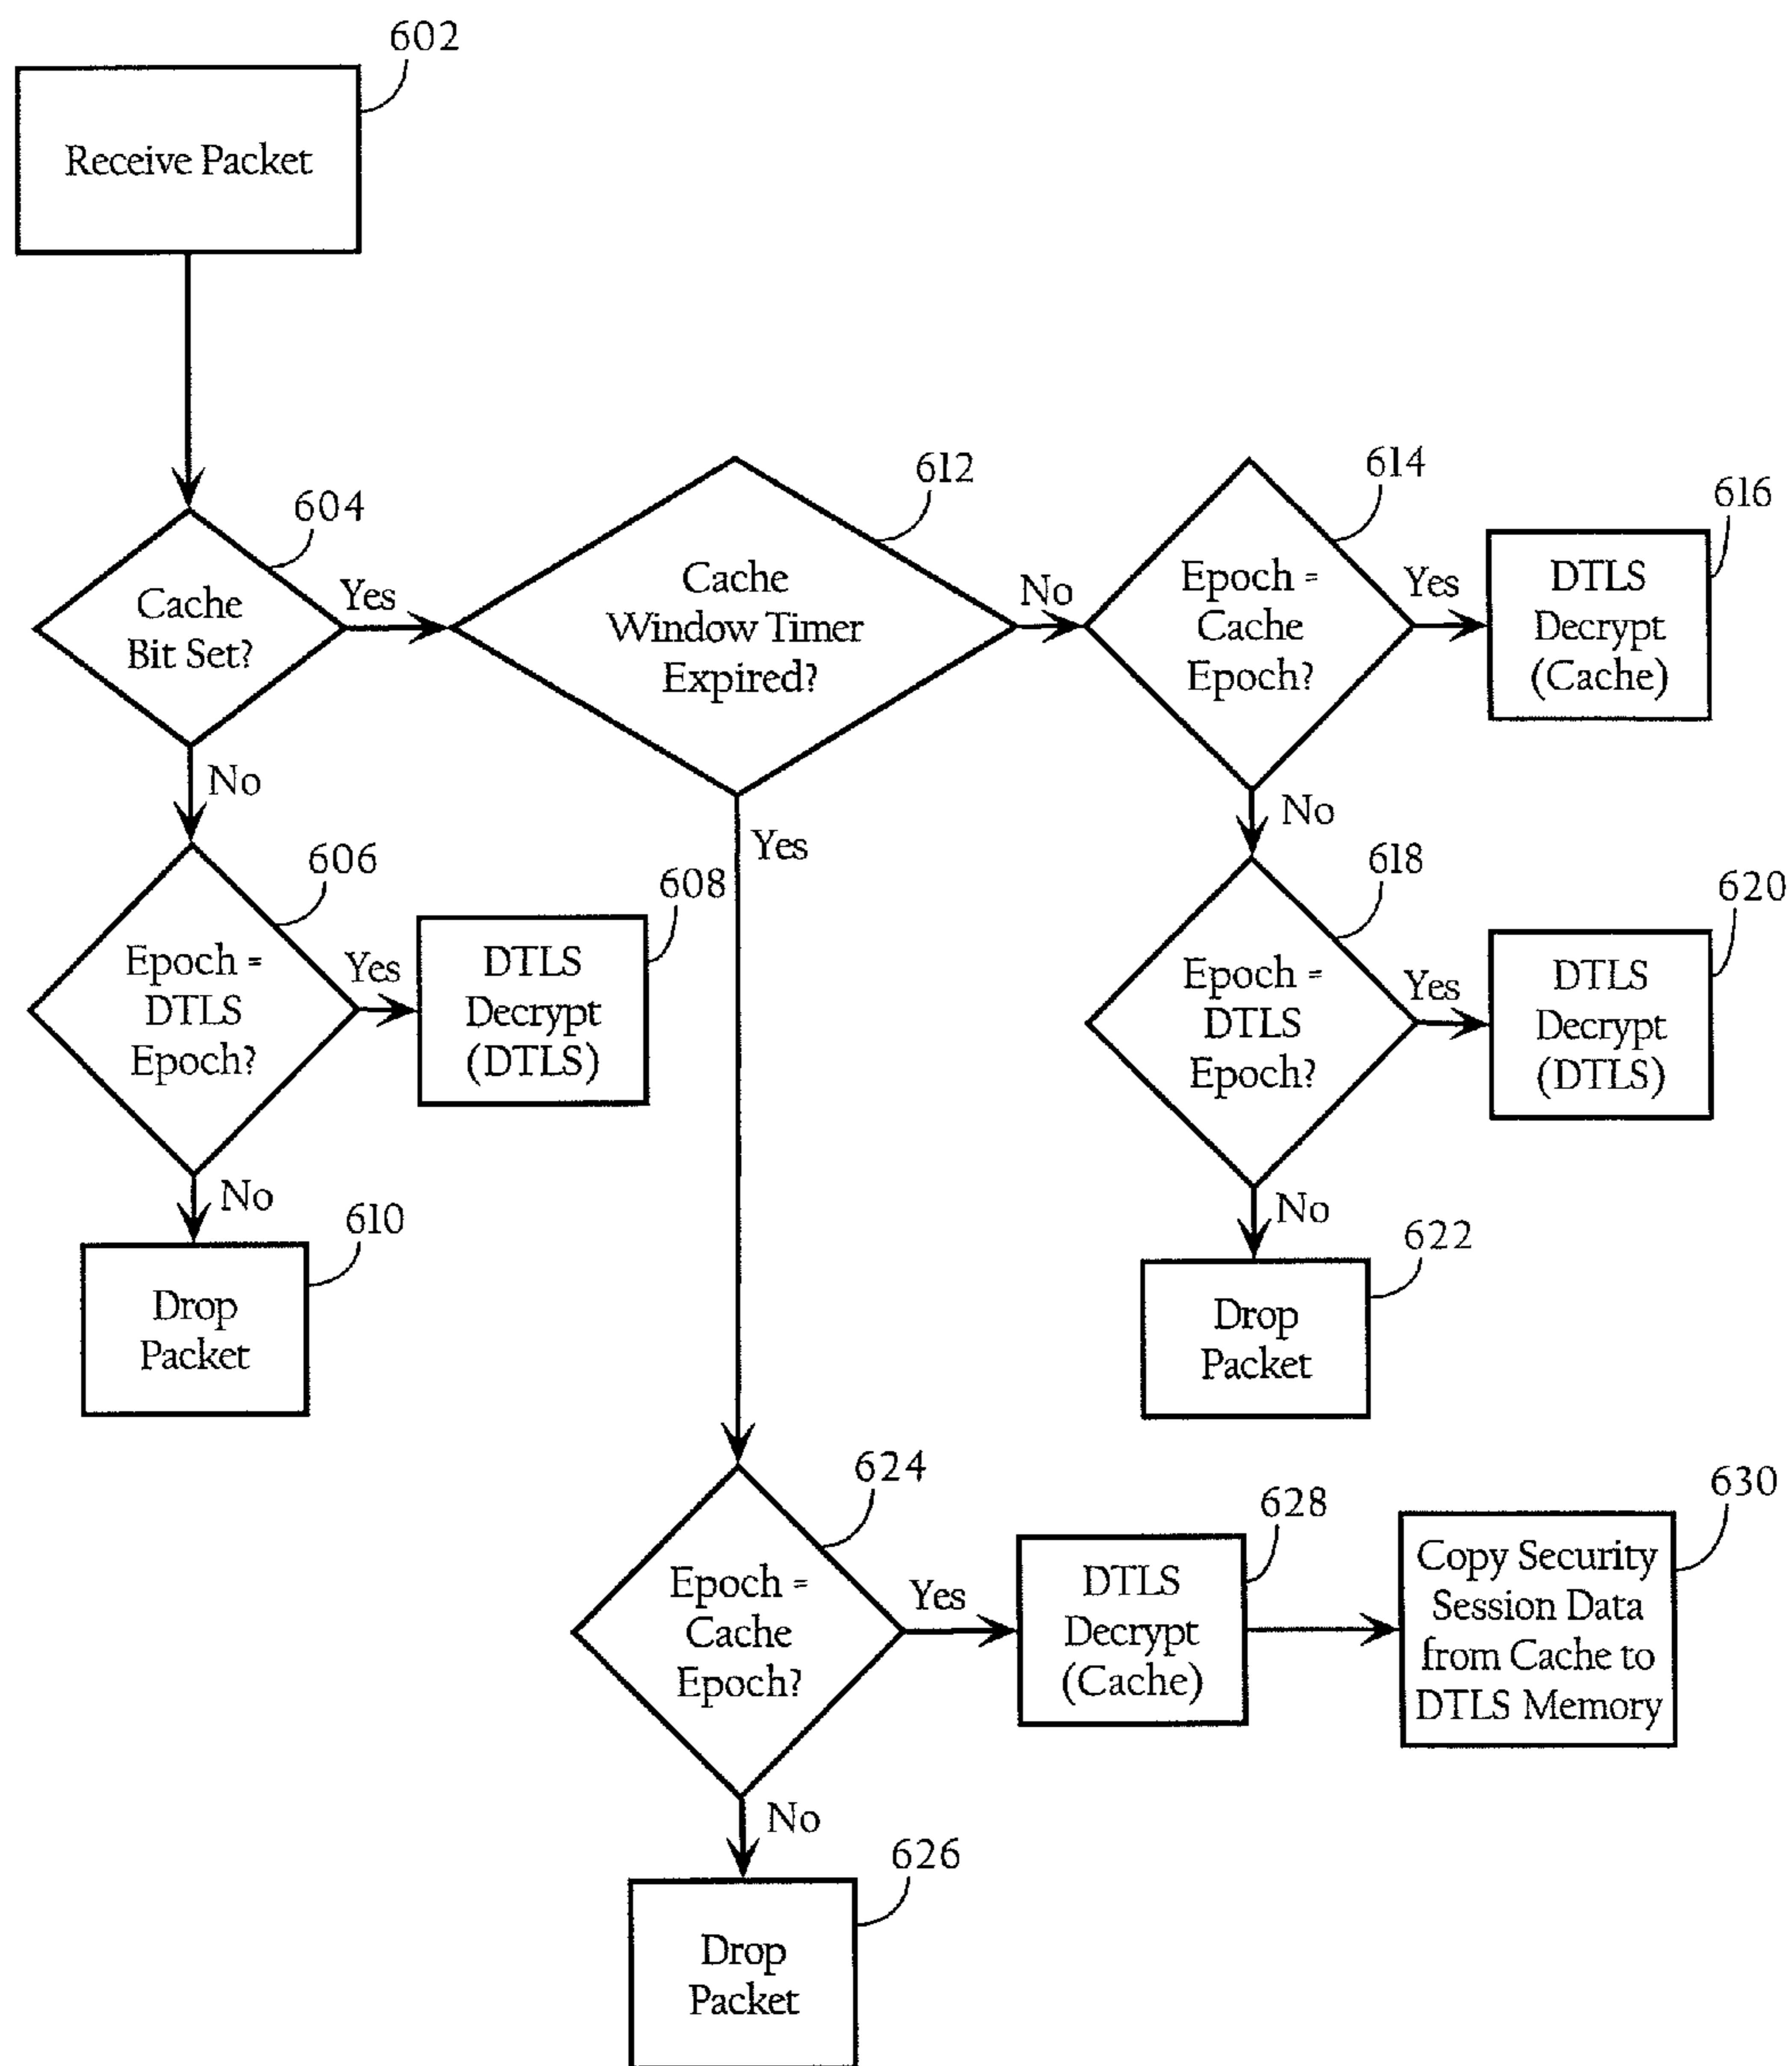 602
Receive Packet
604
Cache
Bit Set?
Yes
612
Cache
Window Timer
Expired?
No
614
Epoch =
Cache
Epoch?
Yes
616
DTLS
Decrypt
(Cache)
No
606
Epoch =
DTLS
Epoch?
Yes
608
DTLS
Decrypt
(DTLS)
No
610
Drop
Packet
Yes
No
618
Epoch =
DTLS
Epoch?
Yes
620
DTLS
Decrypt
(DTLS)
No
622
Drop
Packet
624
Epoch =
Cache
Epoch?
Yes
628
DTLS
Decrypt
(Cache)
630
Copy Security
Session Data
from Cache to
DTLS Memory
No
626
Drop
Packet